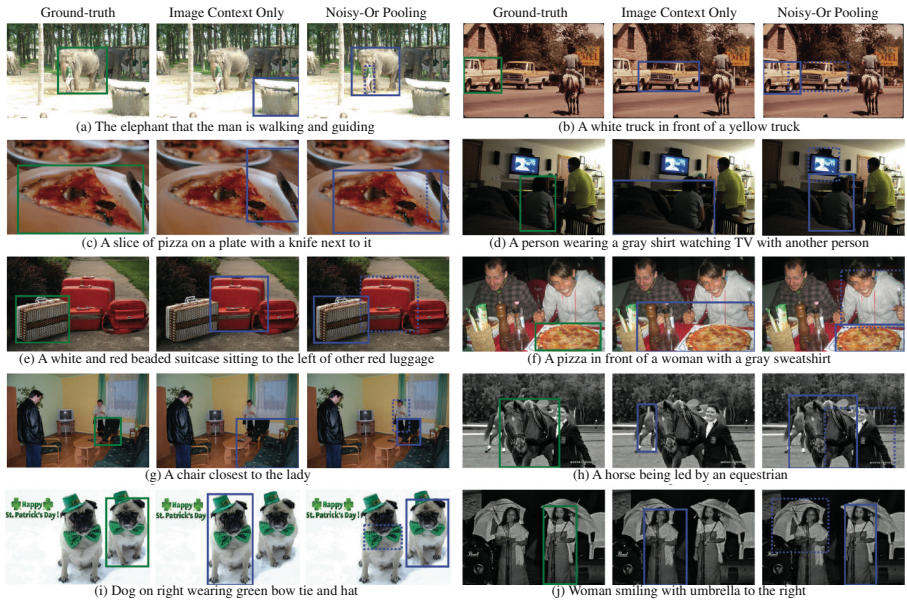 Ground-truth Image Context Only Noisy-Or Pooling Ground-truth Image Context Only Noisy-Or Pooling
(a) The elephant that the man is walking and guiding
(b) A white truck in front of a yellow truck
(c) A slice of pizza on a plate with a knife next to it
(d) A person wearing a gray shirt watching TV with another person
(e) A white and red beaded suitcase sitting to the left of other red luggage
(f) A pizza in front of a woman with a gray sweatshirt
(g) A chair closest to the lady
(h) A horse being led by an equestrian
Happy
St. Patrick's Day!
Happy
St. Patrick's Day
Happy
St. Patrick's Day!
(i) Dog on right wearing green bow tie and hat
(j) Woman smiling with umbrella to the right